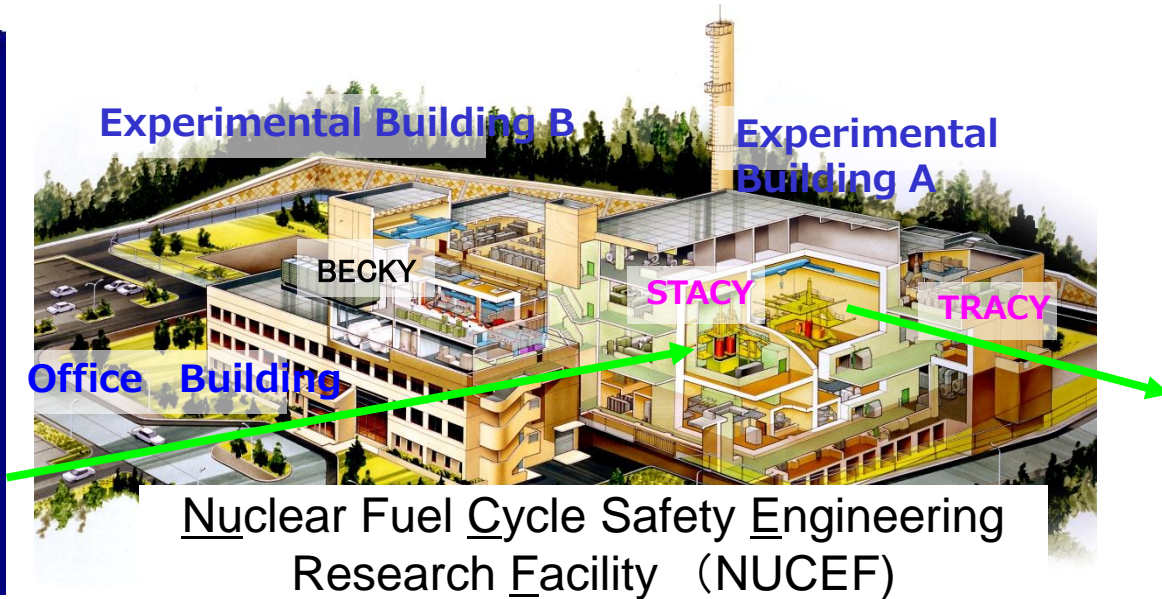 Experimental Building B
Experimental
Building A
BECKY
STACY
TRACY
Office   Building
Nuclear Fuel Cycle Safety Engineering
Research Facility （NUCEF)